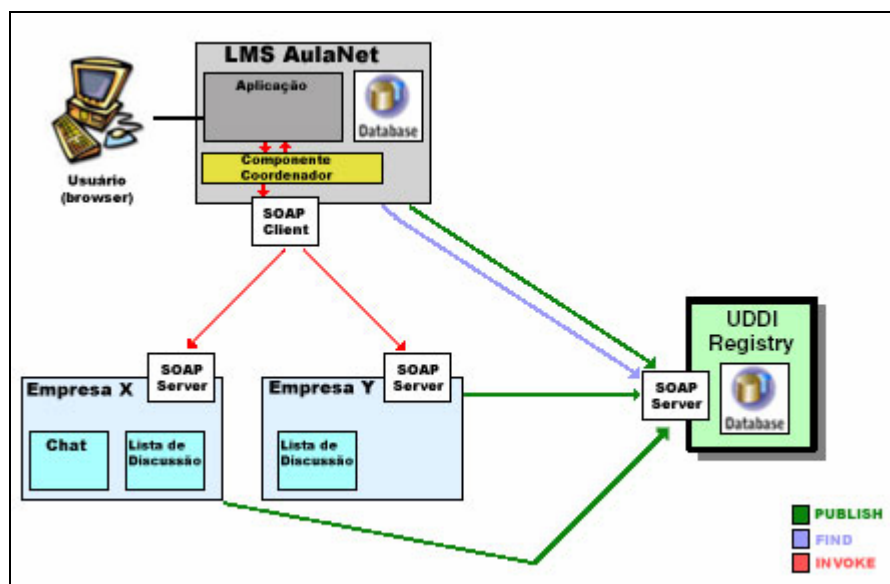 LMS AulaNet
Aplicação
Database
Componente
Coordenador
Usuário
(browser)
SOAP
Client
UDDI
Registry
SOAP
Server
Database
SOAP
Server
Empresa X
Chat
Lista de
Discussão
SOAP
Server
Empresa Y
Lista de
Discussão
PUBLISH
FIND
INVOKE